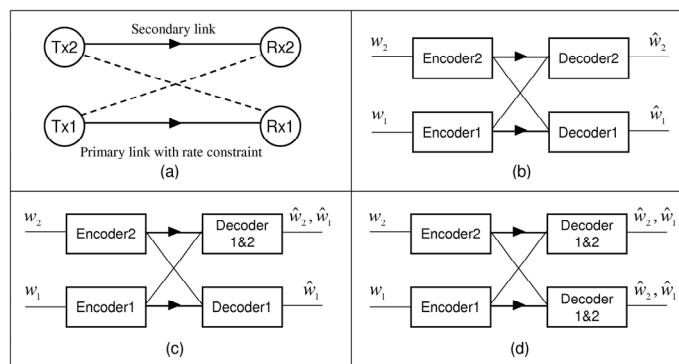 Secondary link
Tx2
Rx2
Tx1
Rx1
Primary link with rate constraint
(a)
w₂
Encoder2
Decoder2
ŵ₂
w₁
Encoder1
Decoder1
ŵ₁
(b)
w₂
Encoder2
Decoder
1&2
ŵ₂, ŵ₁
w₁
Encoder1
Decoder1
ŵ₁
(c)
w₂
Encoder2
Decoder
1&2
ŵ₂, ŵ₁
w₁
Encoder1
Decoder
1&2
ŵ₂, ŵ₁
(d)